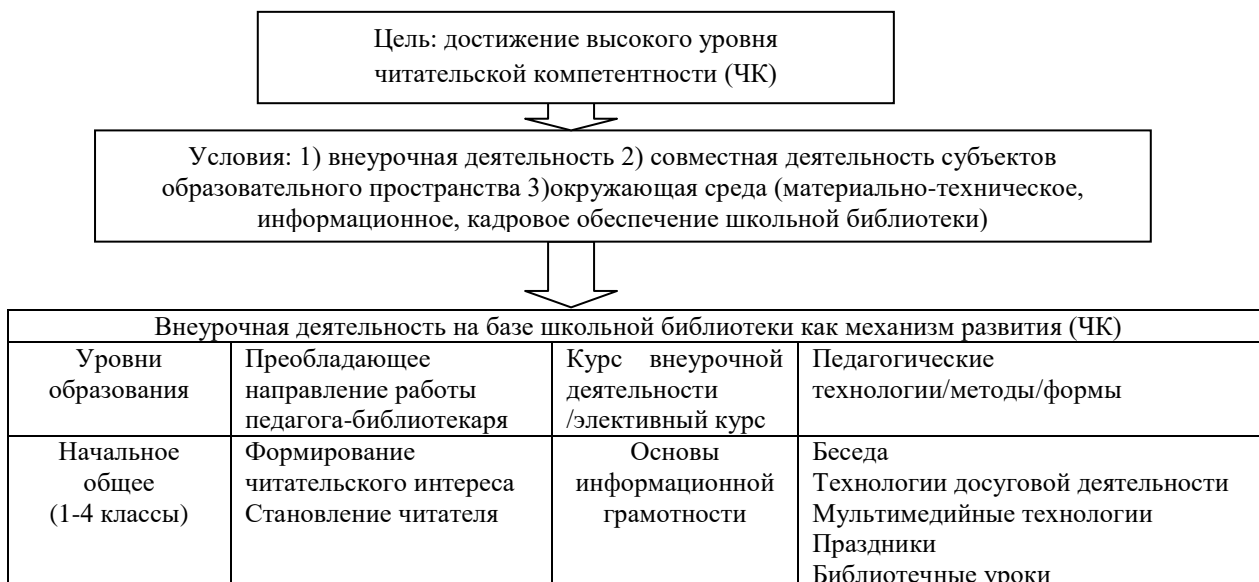 Цель: достижение высокого уровня
читательской компетентности (ЧК)
Условия: 1) внеурочная деятельность 2) совместная деятельность субъектов
образовательного пространства 3)окружающая среда (материально-техническое,
информационное, кадровое обеспечение школьной библиотеки)
Внеурочная деятельность на базе школьной библиотеки как механизм развития (ЧК)
Уровни
образования
Преобладающее
направление работы
педагога-библиотекаря
Курс внеурочной
деятельности
/элективный курс
Педагогические
технологии/методы/формы
Начальное
общее
(1-4 классы)
Формирование
читательского интереса
Становление читателя
Основы
информационной
грамотности
Беседа
Технологии досуговой деятельности
Мультимедийные технологии
Праздники
Библиотечные уроки